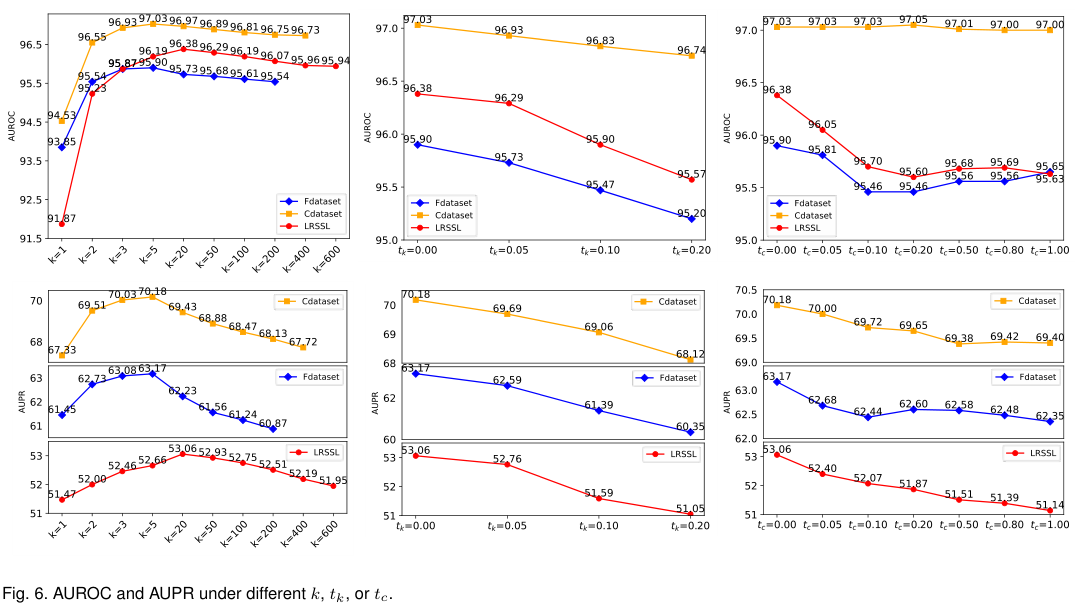 97.03
96.97
96.93
96.89
96.81
96.75
96.73
96.55
96.5
96.38
96.29
96.19
96.19
96.07
95.96
95.94
95.87
95.90
95.73
95.68
95.61
95.54
95.54
95.23
95.0
94.53
93.85
93.5
92.5
91.87
91.5
94.0
AUROC
Fdataset
Cdataset
LRSSL
k=1 k=2 k=3 k=5 k=20 k=50 k=100 k=200 k=400 k=600
97.03
97.0
96.93
96.83
96.74
96.5
96.38
96.29
96.0
95.90
95.90
95.73
95.57
95.5
95.47
95.20
95.0
AUROC
Fdataset
Cdataset
LRSSL
tk=0.00 tk=0.05 tk=0.10 tk=0.20
97.03 97.03 97.03 97.05 97.01 97.00 97.00
97.0
96.5
96.38
96.05
96.0
95.90
95.81
95.70
95.60
95.68
95.69
95.65
95.63
95.5
95.46 95.46 95.56 95.56
95.0
AUROC
Fdataset
Cdataset
LRSSL
tc=0.00 tc=0.05 tc=0.10 tc=0.20 tc=0.50 tc=0.80 tc=1.00
70
68
67.33 69.51 70.03 70.18 69.43 68.88 68.47 68.13 67.72
Cdataset
63
62
61
61.45 62.73 63.08 63.17 62.23 61.56 61.24 60.87
Fdataset
AUPR
53
52
51
51.47 52.00 52.46 52.66 53.06 52.93 52.75 52.51 52.19 51.95
LRSSL
k=1 k=2 k=3 k=5 k=20 k=50 k=100 k=200 k=400 k=600
70
69
68
70.18 69.69 69.06 68.12
Cdataset
62
60
63.17 62.59 61.39 60.35
Fdataset
AUPR
53
52
51
53.06 52.76 51.59 51.05
LRSSL
tk=0.00 tk=0.05 tk=0.10 tk=0.20
70.5
70.0
69.5
69.0
70.18 70.00 69.72 69.65 69.38 69.42 69.40
Cdataset
63.0
62.5
62.0
63.17 62.68 62.44 62.60 62.58 62.48 62.35
Fdataset
AUPR
53
52
51
53.06 52.40 52.07 51.87 51.51 51.39 51.14
LRSSL
tc=0.00 tc=0.05 tc=0.10 tc=0.20 tc=0.50 tc=0.80 tc=1.00
Fig. 6. AUROC and AUPR under different k, tk, or tc.